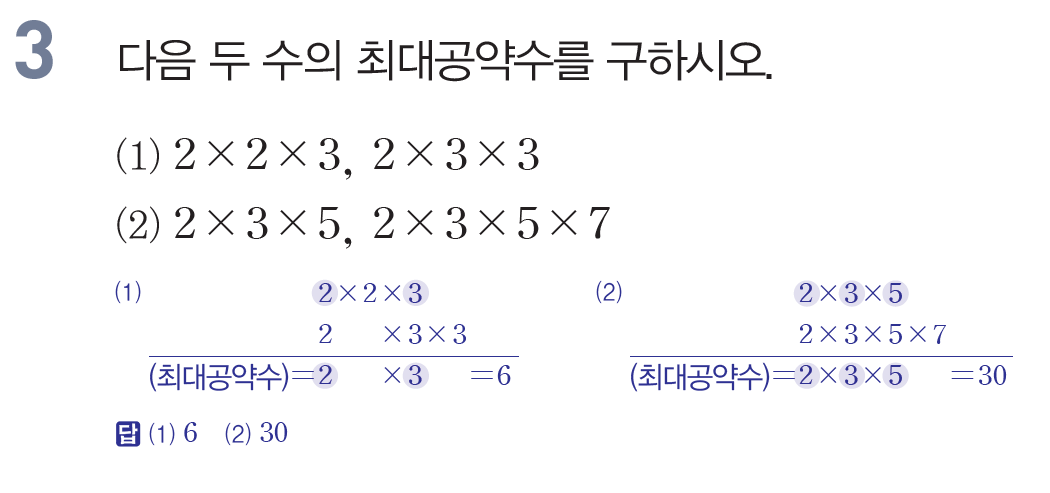 3 다음 두 수의 최대공약수를 구하시오.
(1) 2×2×3, 2×3×3
(2) 2×3×5, 2×3×5×7
(1) 2×2×3
2 ×3×3
(최대공약수)=2 ×3 =6
(2) 2×3×5
2×3×5×7
(최대공약수)=2×3×5 =30
답 (1) 6 (2) 30